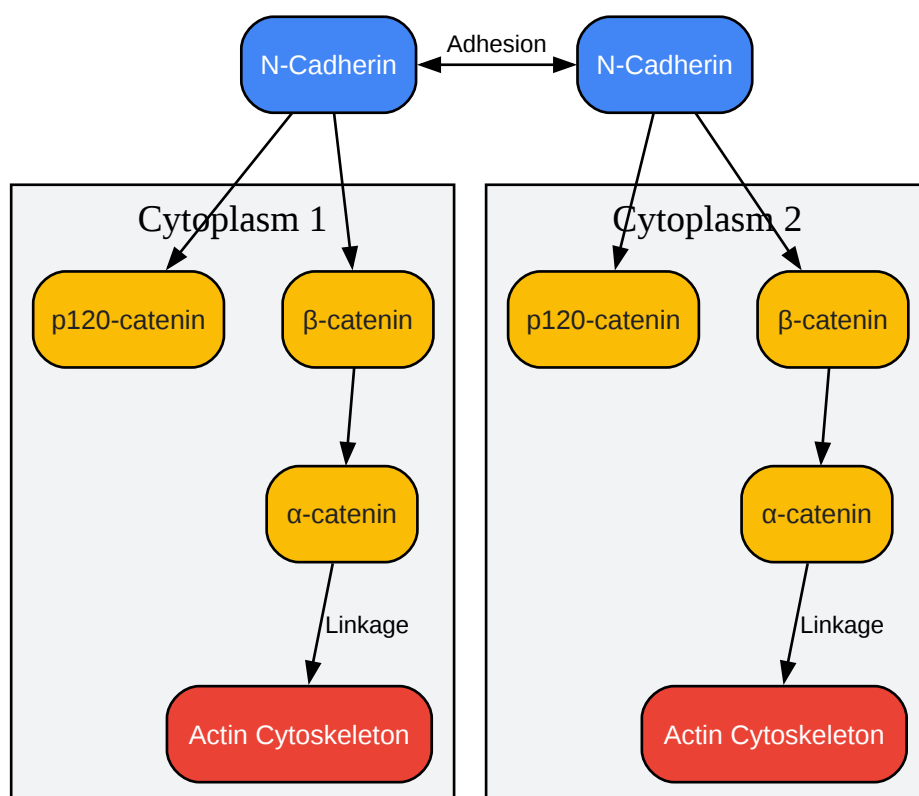 Adhesion
N-Cadherin
N-Cadherin
Cytoplasm 1
Cytoplasm 2
p120-catenin
β-catenin
p120-catenin
β-catenin
α-catenin
α-catenin
Linkage
Linkage
Actin Cytoskeleton
Actin Cytoskeleton